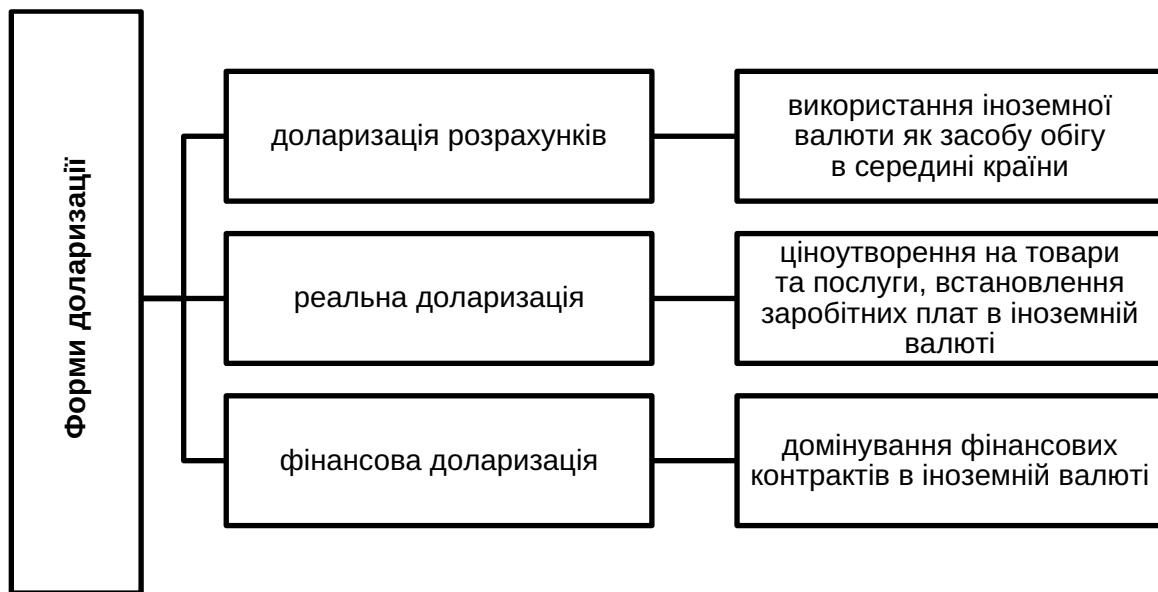 Форми доларизації
доларизація розрахунків
використання іноземної
валюти як засобу обігу
в середині країни
реальна доларизація
ціноутворення на товари
та послуги, встановлення
заробітних плат в іноземній
валюті
фінансова доларизація
домінування фінансових
контрактів в іноземній валюті